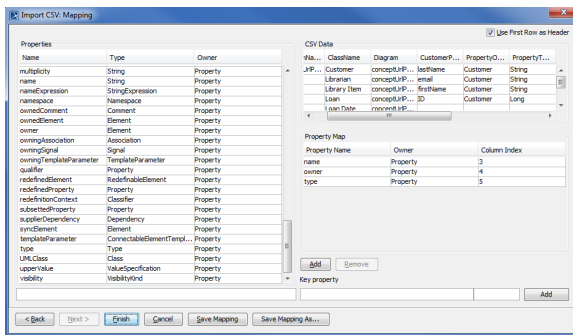 Import CSV: Mapping
Use First Row as Header
Properties
Name Type Owner
multiplicity String Property
name String Property
nameExpression StringExpression Property
namespace Namespace Property
ownedComment Comment Property
ownedElement Element Property
owner Element Property
owningAssociation Association Property
owningSignal Signal Property
owningTemplateParameter TemplateParameter Property
qualifier Property Property
redefinedElement RedefinableElement Property
redefinedProperty Property Property
redefinitionContext Classifier Property
subsettedProperty Property Property
supplierDependency Dependency Property
syncElement Element Property
templateParameter ConnectableElementTempl... Property
type Type Property
UMLClass Class Property
upperValue ValueSpecification Property
visibility VisibilityKind Property
CSV Data
nNa... ClassName Diagram CustomerP... PropertyO... PropertyT...
UrlP... Customer conceptUrlP... lastName Customer String
Librarian conceptUrlP... email Customer String
Library Item conceptUrlP... firstName Customer String
Loan conceptUrlP... ID Customer Long
Loan Date conceptUrlP...
Property Map
Property Name Owner Column Index
name Property 3
owner Property 4
type Property 5
Add Remove
Key property
Add
< Back Next > Finish Cancel Save Mapping Save Mapping As...